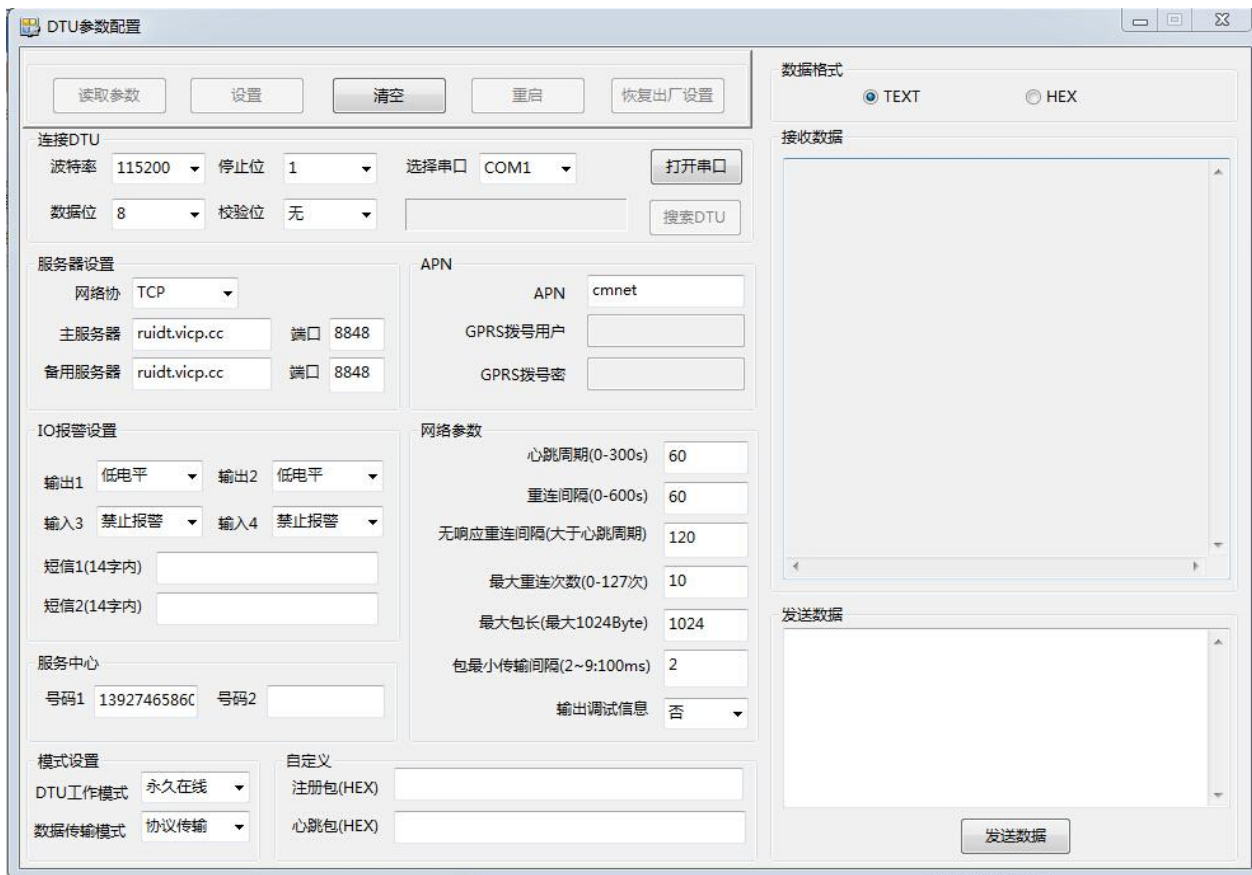 DTU参数配置
读取参数 设置 清空 重启 恢复出厂设置
连接DTU
波特率 115200 停止位 1 选择串口 COM1 打开串口
数据位 8 校验位 无 搜索DTU
服务器设置
网络协 TCP
主服务器 ruidt.vicp.cc 端口 8848
备用服务器 ruidt.vicp.cc 端口 8848
APN
APN cmnet
GPRS拨号用户
GPRS拨号密
IO报警设置
输出1 低电平 输出2 低电平
输入3 禁止报警 输入4 禁止报警
短信1(14字内)
短信2(14字内)
网络参数
心跳周期(0-300s) 60
重连间隔(0-600s) 60
无响应重连间隔(大于心跳周期) 120
最大重连次数(0-127次) 10
最大包长(最大1024Byte) 1024
包最小传输间隔(2~9:100ms) 2
输出调试信息 否
服务中心
号码1 13927465860 号码2
模式设置
DTU工作模式 永久在线
数据传输模式 协议传输
自定义
注册包(HEX)
心跳包(HEX)
数据格式
TEXT HEX
接收数据
发送数据
发送数据